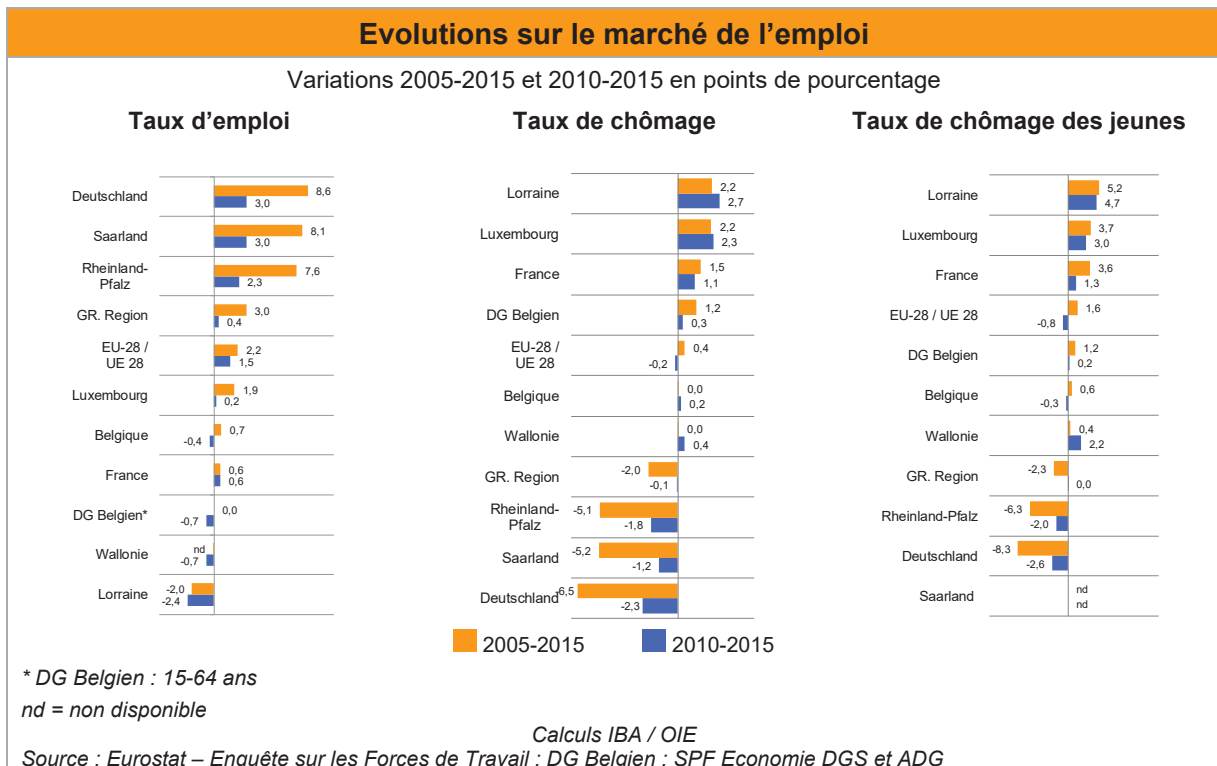 Evolutions sur le marché de l'emploi
Variations 2005-2015 et 2010-2015 en points de pourcentage
Taux d'emploi
Deutschland
8,6
3,0
Saarland
8,1
3,0
Rheinland-
Pfalz
7,6
2,3
GR. Region
3,0
0,4
EU-28 /
UE 28
2,2
1,5
Luxembourg
1,9
0,2
Belgique
0,7
-0,4
France
0,6
0,6
DG Belgien*
0,0
-0,7
Wallonie
nd
-0,7
Lorraine
-2,0
-2,4
Taux de chômage
Lorraine
2,2
2,7
Luxembourg
2,2
2,3
France
1,5
1,1
DG Belgien
1,2
0,3
EU-28 /
UE 28
0,4
-0,2
Belgique
0,0
0,2
Wallonie
0,0
0,4
GR. Region
-2,0
-0,1
Rheinland-
Pfalz
-5,1
-1,8
Saarland
-5,2
-1,2
Deutschland
-6,5
-2,3
Taux de chômage des jeunes
Lorraine
5,2
4,7
Luxembourg
3,7
3,0
France
3,6
1,3
EU-28 / UE 28
1,6
-0,8
DG Belgien
1,2
0,2
Belgique
0,6
-0,3
Wallonie
0,4
2,2
GR. Region
-2,3
0,0
Rheinland-Pfalz
-6,3
-2,0
Deutschland
-8,3
-2,6
Saarland
nd
nd
2005-2015
2010-2015
* DG Belgien : 15-64 ans
nd = non disponible
Calculs IBA / OIE
Source : Eurostat – Enquête sur les Forces de Travail ; DG Belgien : SPF Economie DGS et ADG